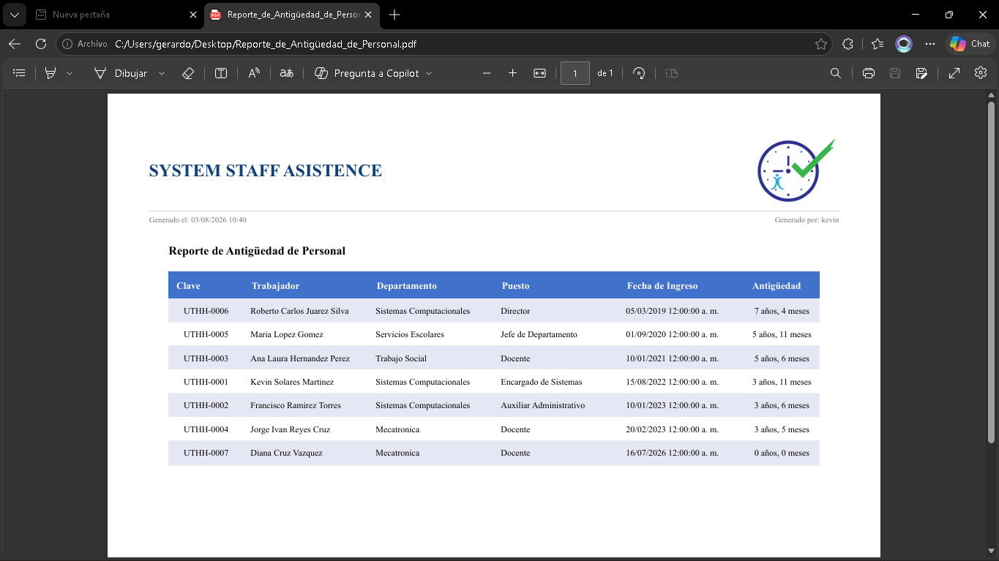 Nueva pestaña
Reporte_de_Antigüedad_de_Person
Archivo C:/Users/gerardo/Desktop/Reporte_de_Antigüedad_de_Personal.pdf
Chat
Dibujar
aあ
Pregunta a Copilot
1 de 1
SYSTEM STAFF ASISTENCE
Generado el: 03/08/2026 10:40 Generado por: kevin
Reporte de Antigüedad de Personal
Clave Trabajador Departamento Puesto Fecha de Ingreso Antigüedad
UTHH-0006 Roberto Carlos Juarez Silva Sistemas Computacionales Director 05/03/2019 12:00:00 a. m. 7 años, 4 meses
UTHH-0005 Maria Lopez Gomez Servicios Escolares Jefe de Departamento 01/09/2020 12:00:00 a. m. 5 años, 11 meses
UTHH-0003 Ana Laura Hernandez Perez Trabajo Social Docente 10/01/2021 12:00:00 a. m. 5 años, 6 meses
UTHH-0001 Kevin Solares Martinez Sistemas Computacionales Encargado de Sistemas 15/08/2022 12:00:00 a. m. 3 años, 11 meses
UTHH-0002 Francisco Ramirez Torres Sistemas Computacionales Auxiliar Administrativo 10/01/2023 12:00:00 a. m. 3 años, 6 meses
UTHH-0004 Jorge Ivan Reyes Cruz Mecatronica Docente 20/02/2023 12:00:00 a. m. 3 años, 5 meses
UTHH-0007 Diana Cruz Vazquez Mecatronica Docente 16/07/2026 12:00:00 a. m. 0 años, 0 meses